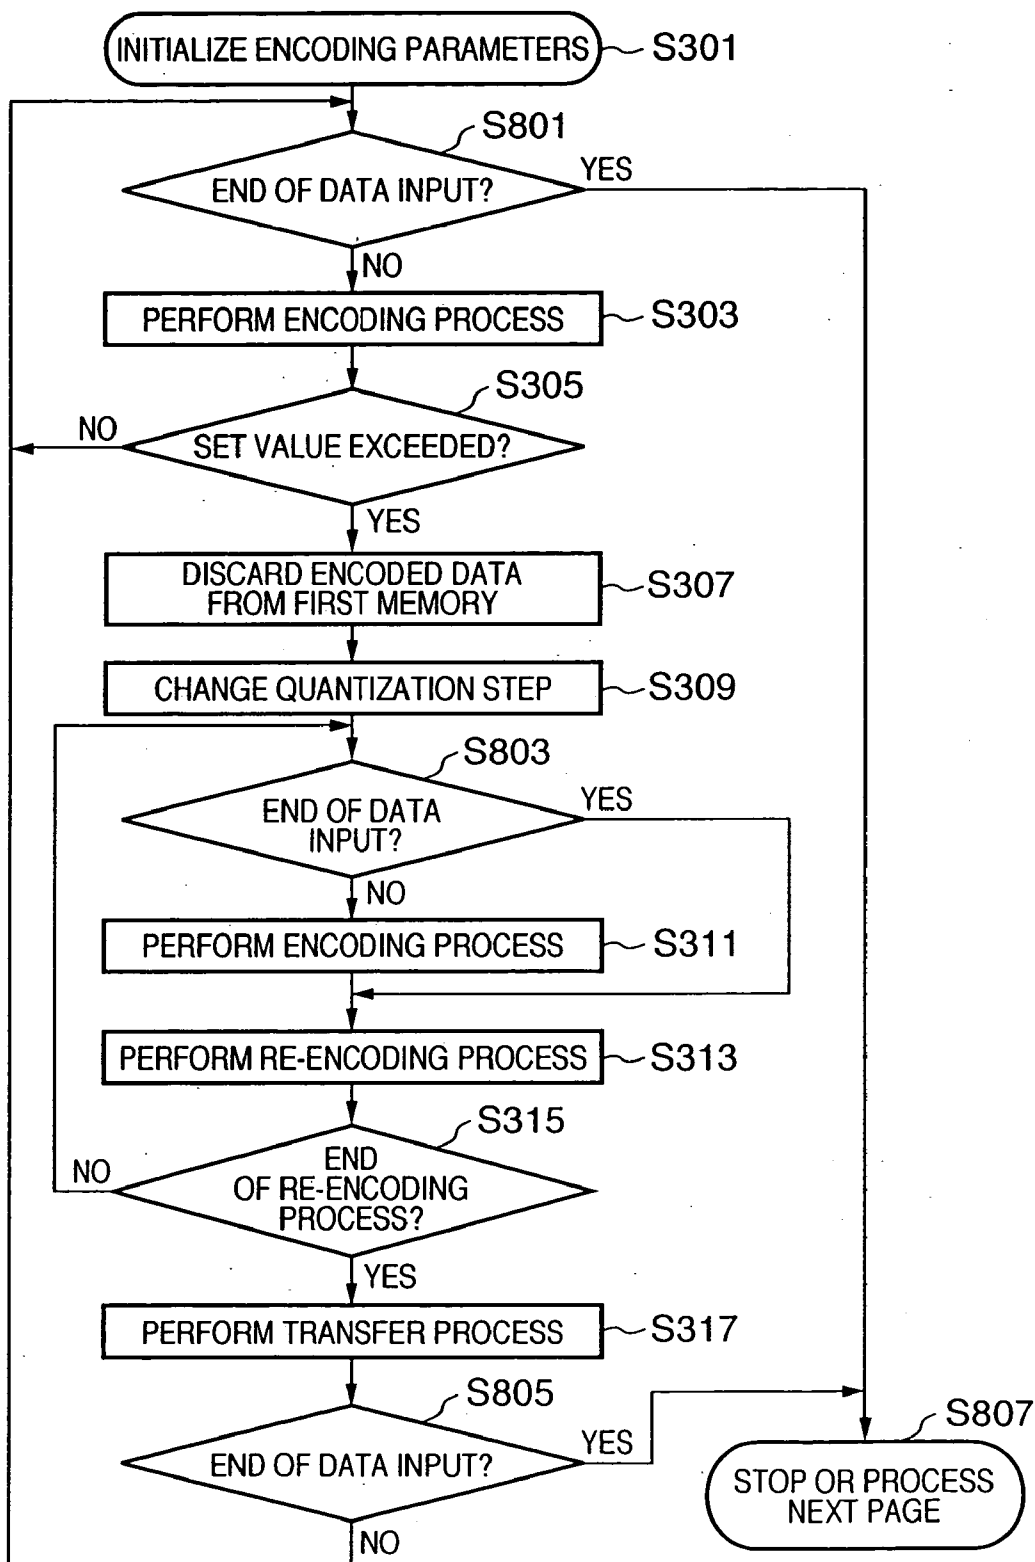 INITIALIZE ENCODING PARAMETERS
S301
S801
END OF DATA INPUT?
YES
NO
PERFORM ENCODING PROCESS
S303
S305
NO
SET VALUE EXCEEDED?
YES
DISCARD ENCODED DATA
FROM FIRST MEMORY
S307
CHANGE QUANTIZATION STEP
S309
S803
END OF DATA
INPUT?
YES
NO
PERFORM ENCODING PROCESS
S311
PERFORM RE-ENCODING PROCESS
S313
S315
NO
END
OF RE-ENCODING
PROCESS?
YES
PERFORM TRANSFER PROCESS
S317
S805
END OF DATA INPUT?
YES
NO
S807
STOP OR PROCESS
NEXT PAGE